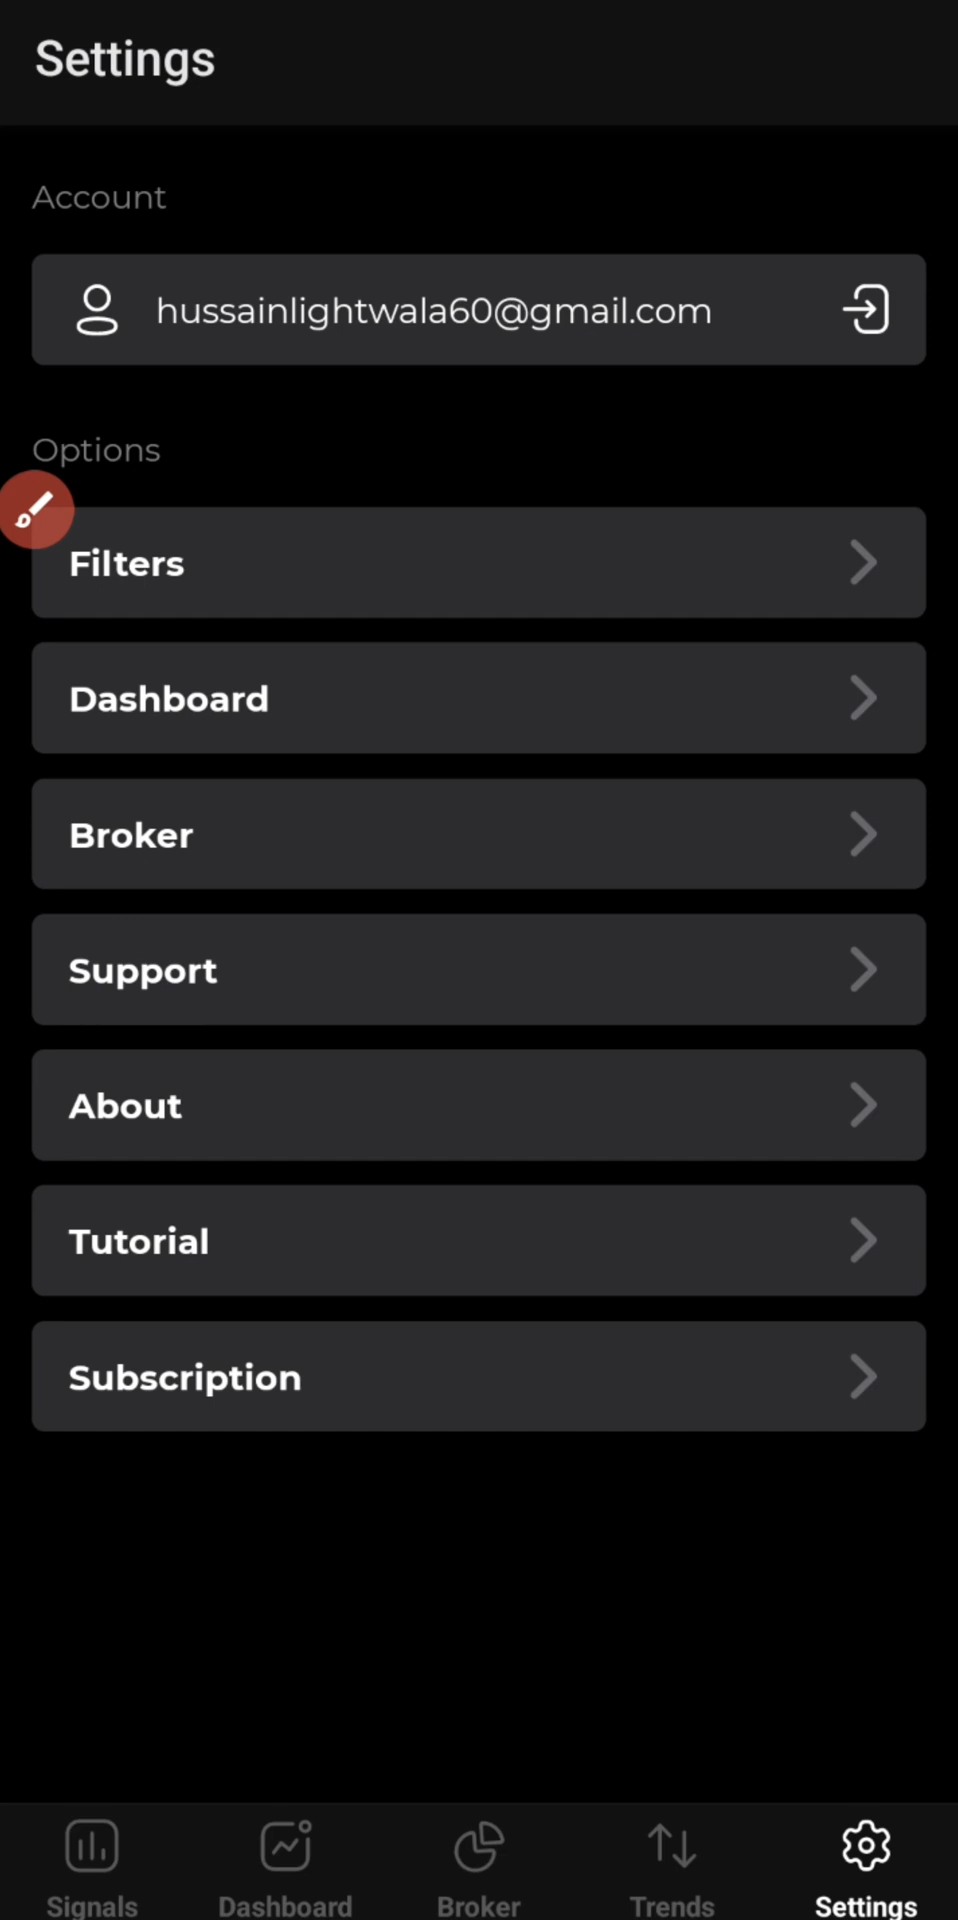 Settings
Account
hussainlightwala60@gmail.com
Options
Filters
Dashboard
Broker
Support
About
Tutorial
Subscription
Signals
Dashboard
Broker
Trends
Settings